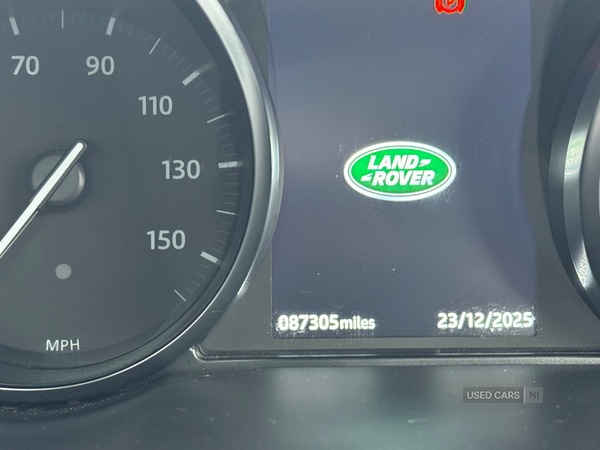 70
90
110
130
150
MPH
LAND
ROVER
087305miles
23/12/2025
USED CARS NI